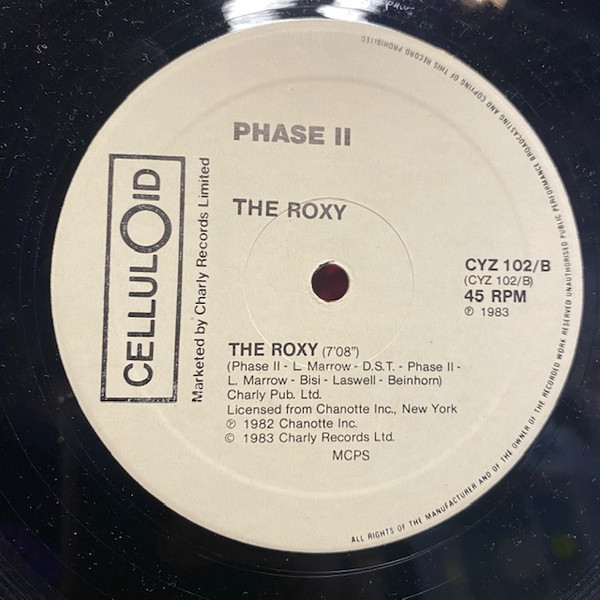 PHASE II
THE ROXY
CELLULOID
Marketed by Charly Records Limited
CYZ 102/B
(CYZ 102/B)
45 RPM
℗ 1983
THE ROXY (7'08")
(Phase II - L. Marrow - D.S.T. - Phase II -
L. Marrow - Bisi - Laswell - Beinhorn)
Charly Pub. Ltd.
Licensed from Chanotte Inc., New York
℗ 1982 Chanotte Inc.
© 1983 Charly Records Ltd.
MCPS
ALL RIGHTS OF THE MANUFACTURER AND OF THE OWNER OF THE RECORDED WORK RESERVED UNAUTHORISED PUBLIC PERFORMANCE BROADCASTING AND COPYING OF THIS RECORD PROHIBITED